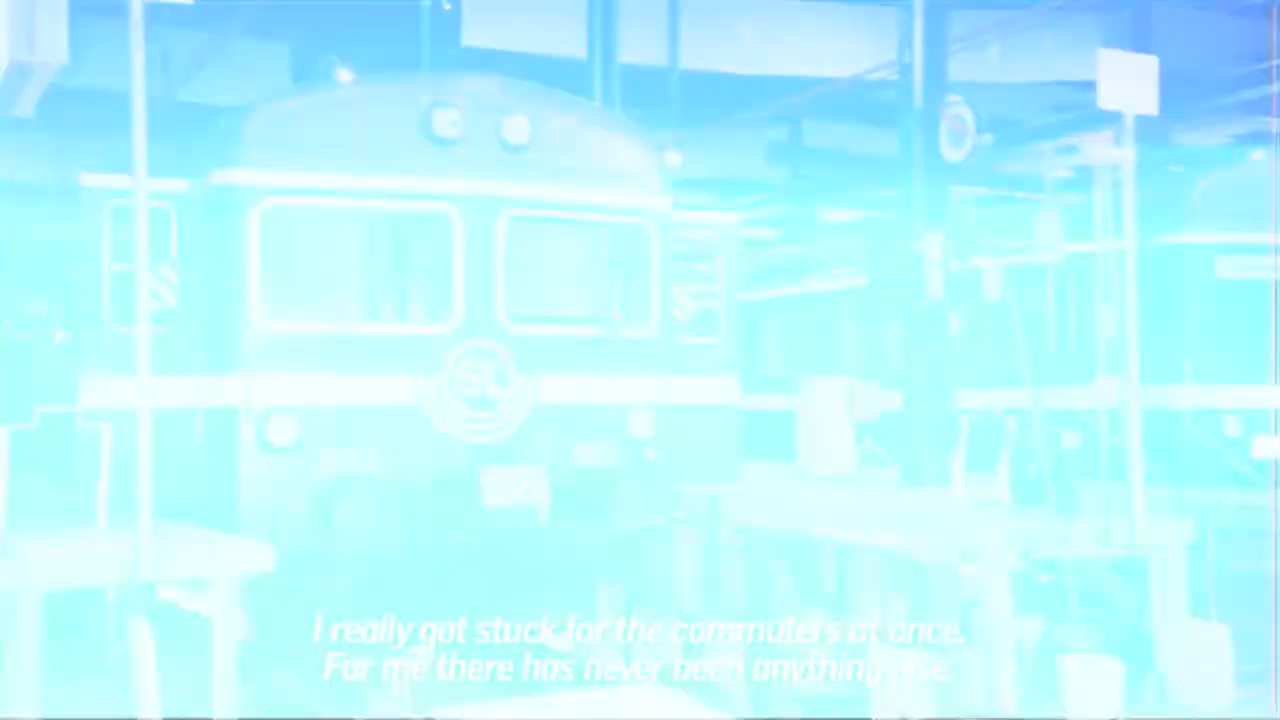 SL
I really got stuck for the commuters at once.
For me there has never been anything else.